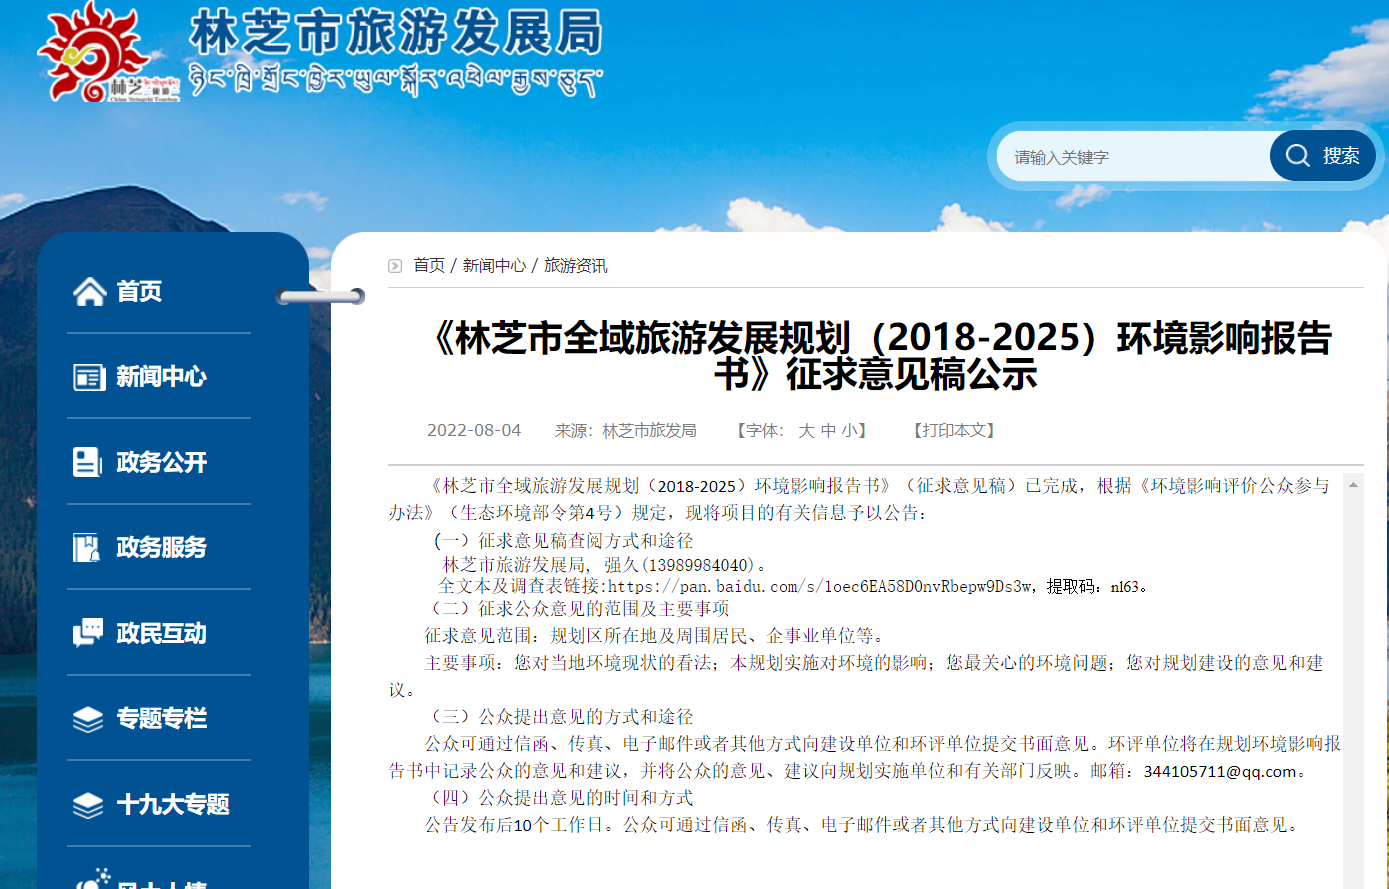 林芝市旅游发展局
ཉིང་ཁྲི་གྲོང་ཁྱེར་ཡུལ་སྐོར་འཕེལ་རྒྱས་ཅུད་
林芝
China Nyingchi Tourism
请输入关键字
搜索
首页
新闻中心
政务公开
政务服务
政民互动
专题专栏
十九大专题
首页 / 新闻中心 / 旅游资讯
《林芝市全域旅游发展规划（2018-2025）环境影响报告
书》征求意见稿公示
2022-08-04 来源：林芝市旅发局 【字体： 大 中 小】 【打印本文】
《林芝市全域旅游发展规划（2018-2025）环境影响报告书》（征求意见稿）已完成，根据《环境影响评价公众参与
办法》（生态环境部令第4号）规定，现将项目的有关信息予以公告：
(一）征求意见稿查阅方式和途径
林芝市旅游发展局, 强久(13989984040)。
全文本及调查表链接:https://pan.baidu.com/s/1oec6EA58D0nvRbepw9Ds3w，提取码：nl63。
（二）征求公众意见的范围及主要事项
征求意见范围：规划区所在地及周围居民、企事业单位等。
主要事项：您对当地环境现状的看法；本规划实施对环境的影响；您最关心的环境问题；您对规划建设的意见和建
议。
（三）公众提出意见的方式和途径
公众可通过信函、传真、电子邮件或者其他方式向建设单位和环评单位提交书面意见。环评单位将在规划环境影响报
告书中记录公众的意见和建议，并将公众的意见、建议向规划实施单位和有关部门反映。邮箱：344105711@qq.com。
（四）公众提出意见的时间和方式
公告发布后10个工作日。公众可通过信函、传真、电子邮件或者其他方式向建设单位和环评单位提交书面意见。